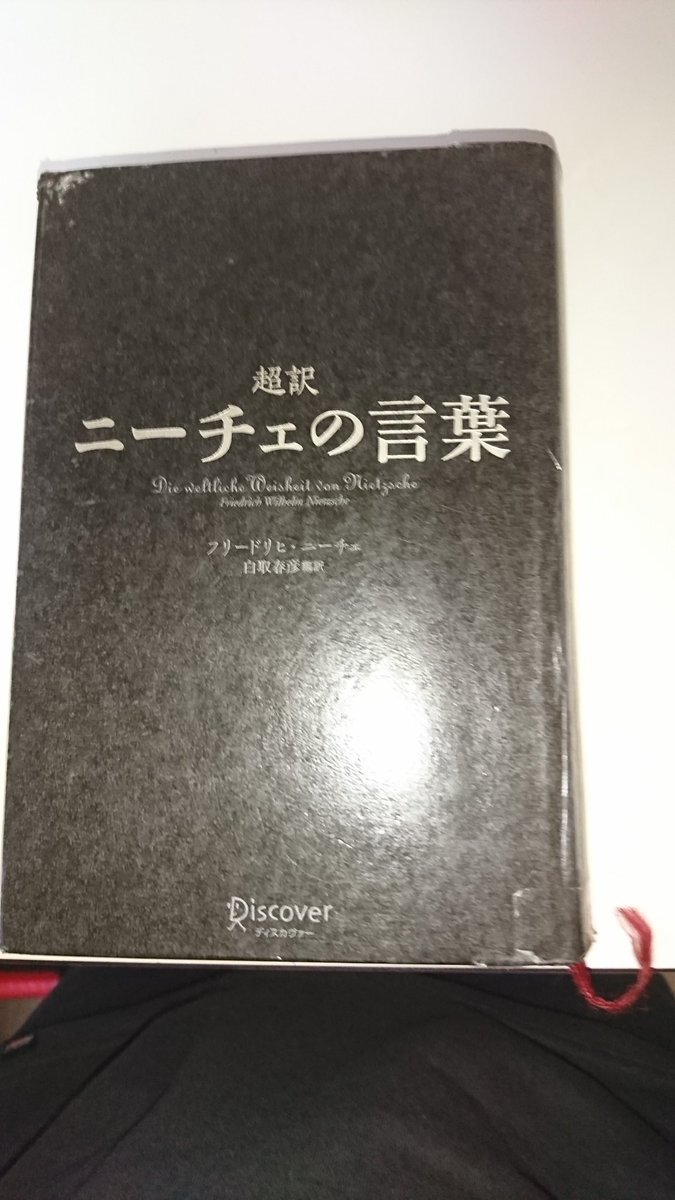 超訳
ニーチェの言葉
Die weltliche Weisheit von Nietzsche
Friedrich Wilhelm Nietzsche
フリードリヒ・ニーチェ
白取春彦編訳
Discover
ディスカヴァー